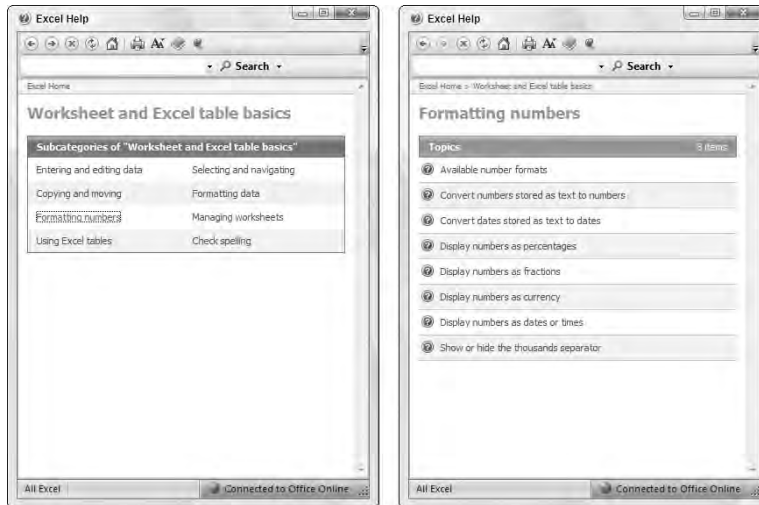 Excel Help
Search
Excel Home
Worksheet and Excel table basics
Subcategories of "Worksheet and Excel table basics"
Entering and editing data
Selecting and navigating
Copying and moving
Formatting data
Formatting numbers
Managing worksheets
Using Excel tables
Check spelling
All Excel
Connected to Office Online
Excel Help
Search
Excel Home > Worksheet and Excel table basics
Formatting numbers
Topics
8 items
Available number formats
Convert numbers stored as text to numbers
Convert dates stored as text to dates
Display numbers as percentages
Display numbers as fractions
Display numbers as currency
Display numbers as dates or times
Show or hide the thousands separator
All Excel
Connected to Office Online